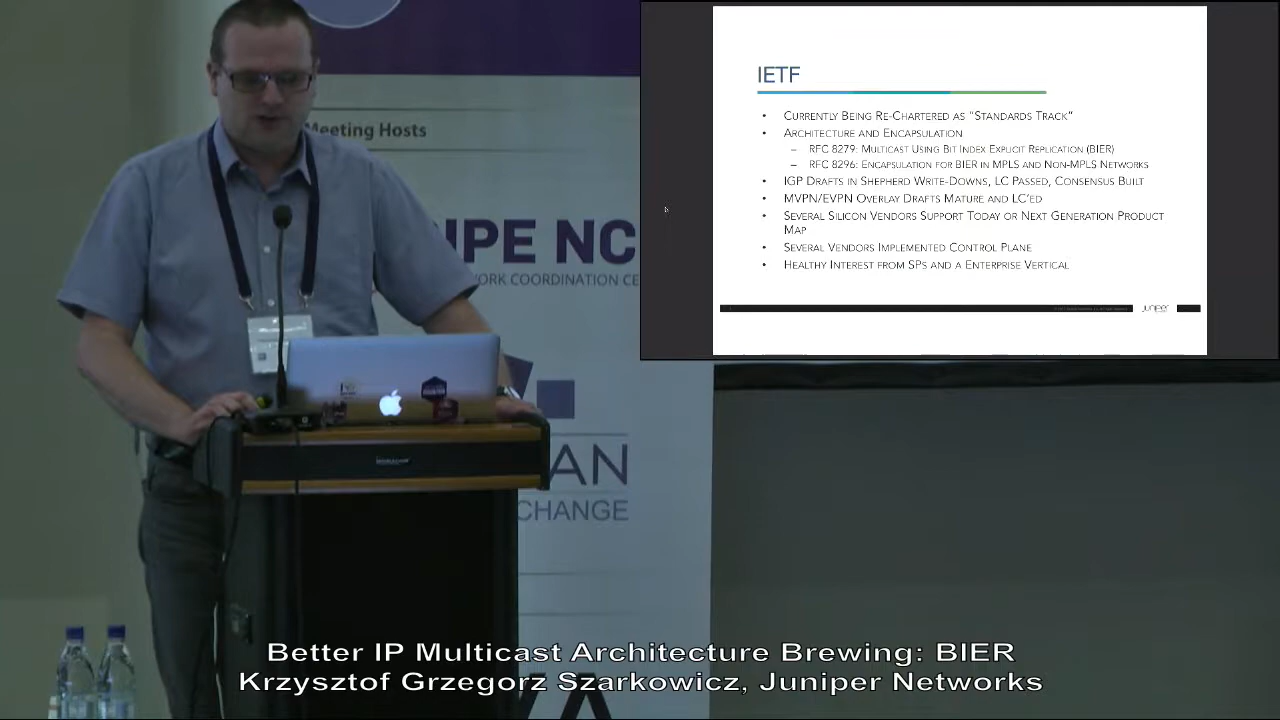 Meeting Hosts
IPE NC
ORK COORDINATION CE
AN
CHANGE
IETF
• CURRENTLY BEING RE-CHARTERED AS "STANDARDS TRACK"
• ARCHITECTURE AND ENCAPSULATION
– RFC 8279: MULTICAST USING BIT INDEX EXPLICIT REPLICATION (BIER)
– RFC 8296: ENCAPSULATION FOR BIER IN MPLS AND NON-MPLS NETWORKS
• IGP DRAFTS IN SHEPHERD WRITE-DOWNS, LC PASSED, CONSENSUS BUILT
• MVPN/EVPN OVERLAY DRAFTS MATURE AND LC'ED
• SEVERAL SILICON VENDORS SUPPORT TODAY OR NEXT GENERATION PRODUCT
MAP
• SEVERAL VENDORS IMPLEMENTED CONTROL PLANE
• HEALTHY INTEREST FROM SPS AND A ENTERPRISE VERTICAL
JUNIPER
Better IP Multicast Architecture Brewing: BIER
Krzysztof Grzegorz Szarkowicz, Juniper Networks